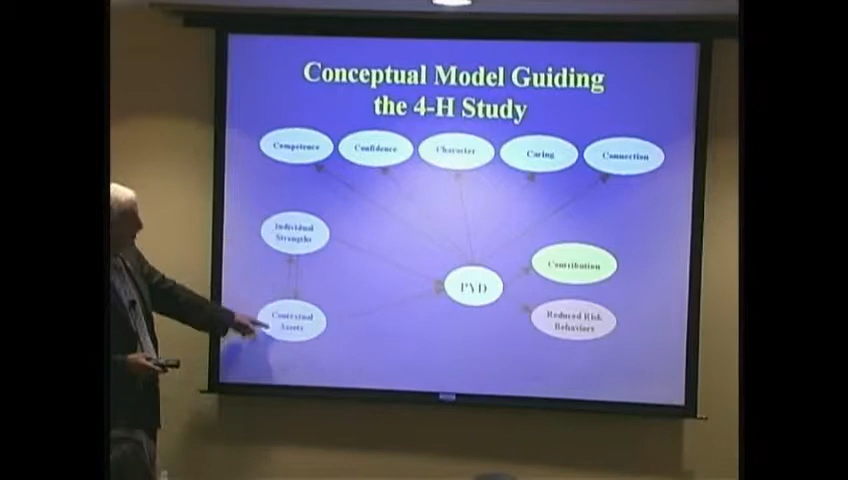 Conceptual Model Guiding
the 4-H Study
Competence
Confidence
Character
Caring
Connection
Individual
Strengths
Contribution
PYD
Contextual
Assets
Reduced Risk
Behaviors